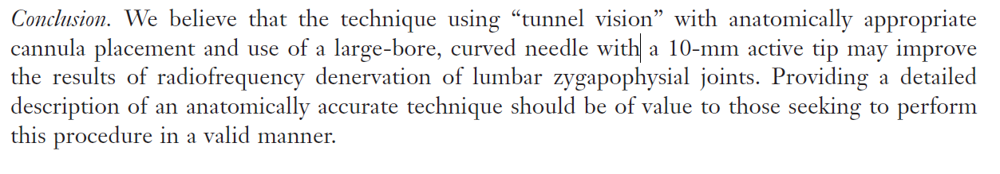 Conclusion. We believe that the technique using “tunnel vision” with anatomically appropriate
cannula placement and use of a large-bore, curved needle with a 10-mm active tip may improve
the results of radiofrequency denervation of lumbar zygapophysial joints. Providing a detailed
description of an anatomically accurate technique should be of value to those seeking to perform
this procedure in a valid manner.